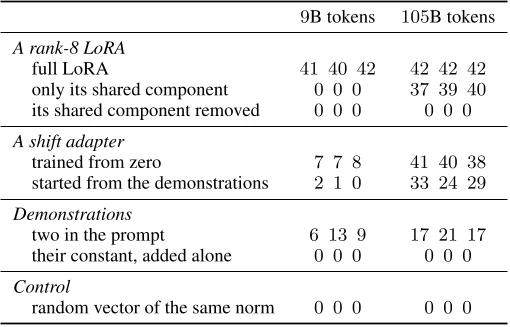 9B tokens 105B tokens
A rank-8 LoRA
full LoRA 41 40 42 42 42 42
only its shared component 0 0 0 37 39 40
its shared component removed 0 0 0 0 0 0
A shift adapter
trained from zero 7 7 8 41 40 38
started from the demonstrations 2 1 0 33 24 29
Demonstrations
two in the prompt 6 13 9 17 21 17
their constant, added alone 0 0 0 0 0 0
Control
random vector of the same norm 0 0 0 0 0 0